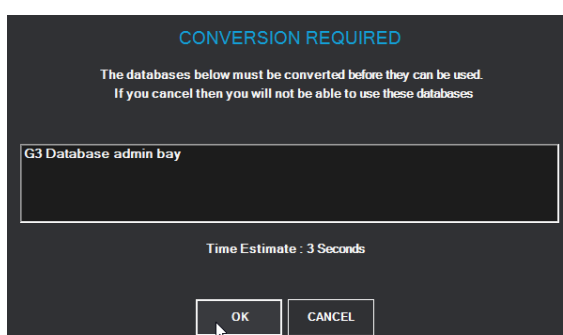 CONVERSION REQUIRED
The databases below must be converted before they can be used.
If you cancel then you will not be able to use these databases
G3 Database admin bay
Time Estimate : 3 Seconds
OK
CANCEL